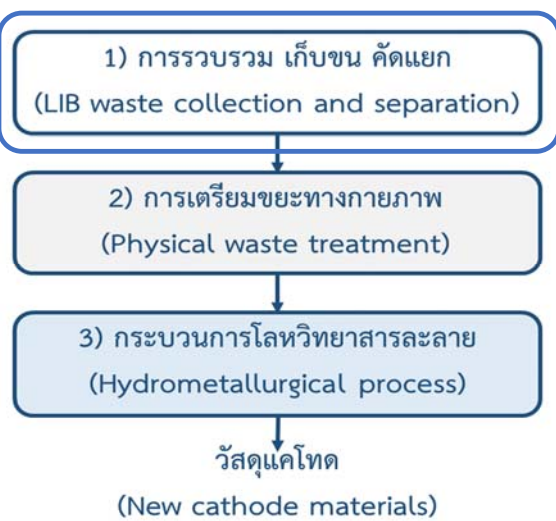 1) การรวบรวม เก็บขน คัดแยก
(LIB waste collection and separation)
2) การเตรียมขยะทางกายภาพ
(Physical waste treatment)
3) กระบวนการโลหวิทยาสารละลาย
(Hydrometallurgical process)
วัสดุแคโทด
(New cathode materials)